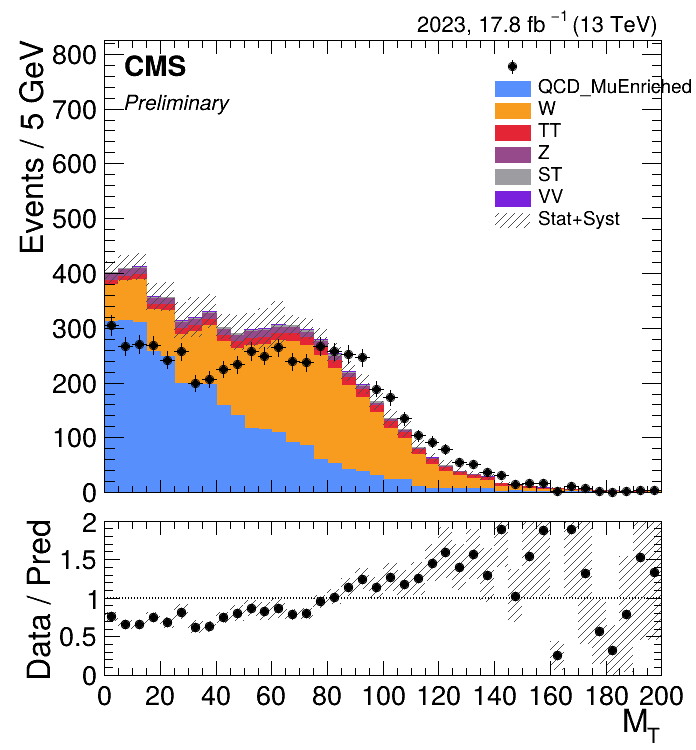 2023, 17.8 fb⁻¹ (13 TeV)
CMS
Preliminary
QCD_MuEnriched
W
TT
Z
ST
VV
Stat+Syst
Events / 5 GeV
800
700
600
500
400
300
200
100
0
Data / Pred
2
1.5
1
0.5
0
0 20 40 60 80 100 120 140 160 180 200
M_T